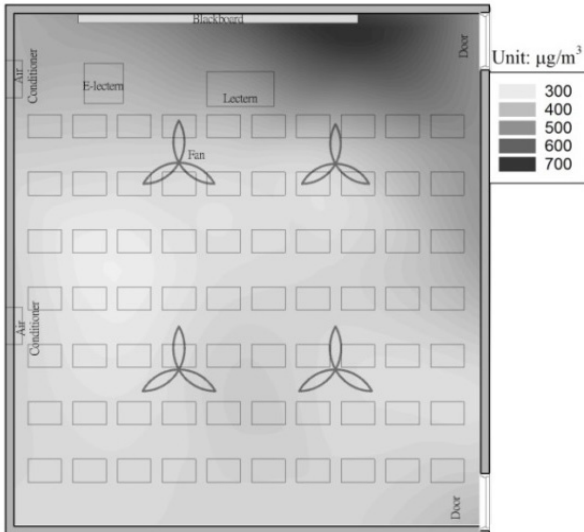 Blackboard
Door
Air
Conditioner
E-lectern
Lectern
Fan
Air
Conditioner
Door
Unit: μg/m³
300
400
500
600
700